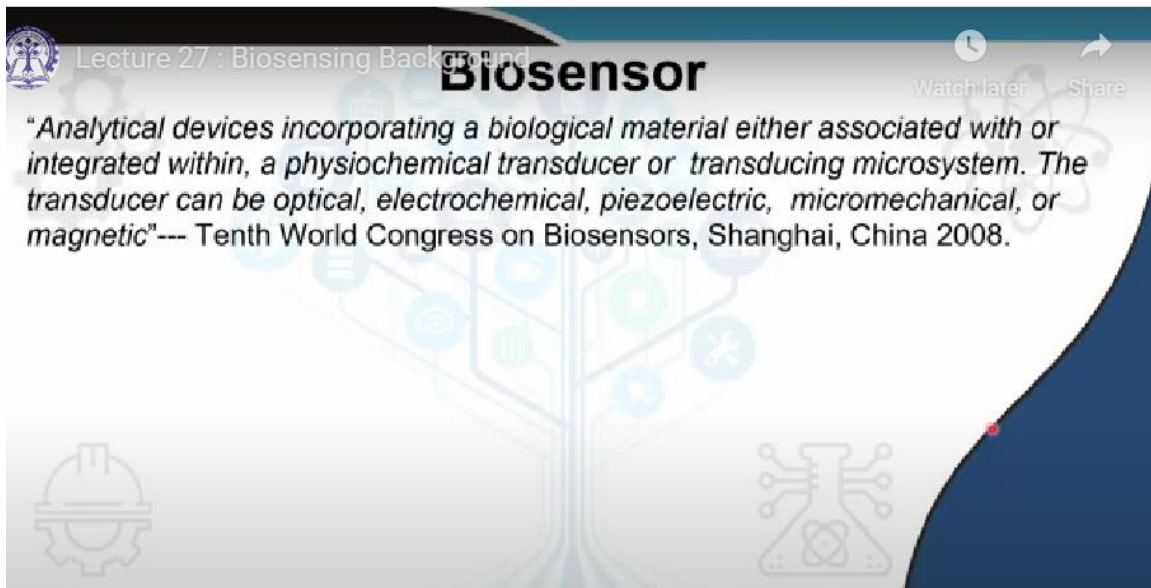 Lecture 27 : Biosensing Background
Biosensor
Watch later
Share
"Analytical devices incorporating a biological material either associated with or
integrated within, a physiochemical transducer or transducing microsystem. The
transducer can be optical, electrochemical, piezoelectric, micromechanical, or
magnetic"--- Tenth World Congress on Biosensors, Shanghai, China 2008.